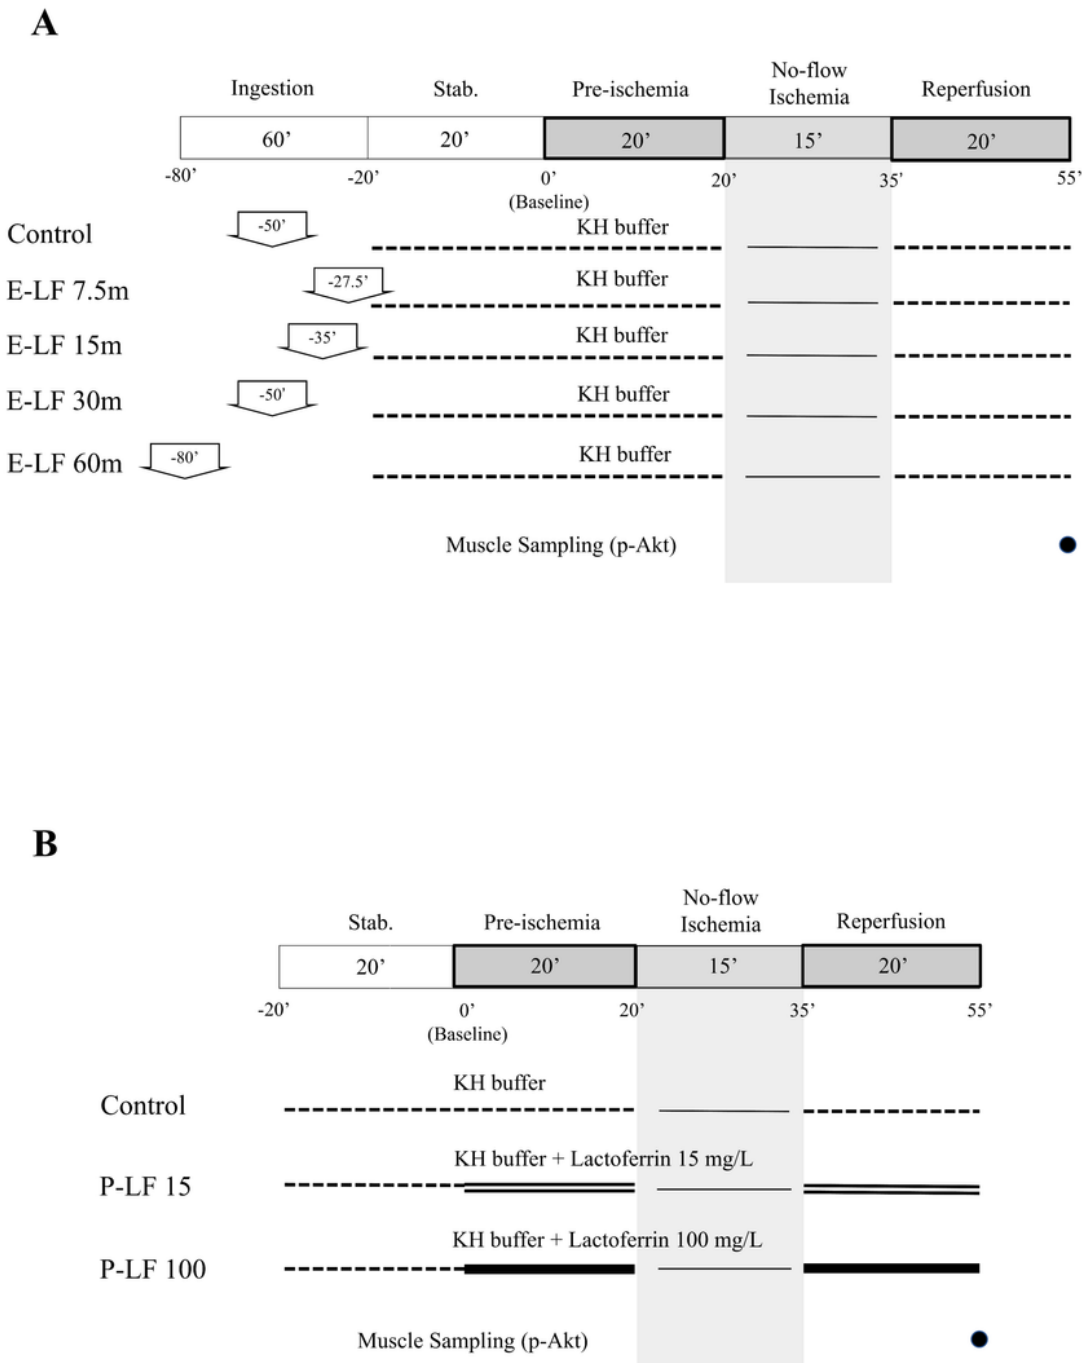 A
No-flow
Ingestion Stab. Pre-ischemia Ischemia Reperfusion
60’ 20’ 20’ 15’ 20’
-80’ -20’ 0’ 20’ 35’ 55’
(Baseline)
Control -50’ KH buffer
E-LF 7.5m -27.5’ KH buffer
E-LF 15m -35’ KH buffer
E-LF 30m -50’ KH buffer
E-LF 60m -80’ KH buffer
Muscle Sampling (p-Akt)
B
No-flow
Stab. Pre-ischemia Ischemia Reperfusion
20’ 20’ 15’ 20’
-20’ 0’ 20’ 35’ 55’
(Baseline)
KH buffer
Control
KH buffer + Lactoferrin 15 mg/L
P-LF 15
KH buffer + Lactoferrin 100 mg/L
P-LF 100
Muscle Sampling (p-Akt)